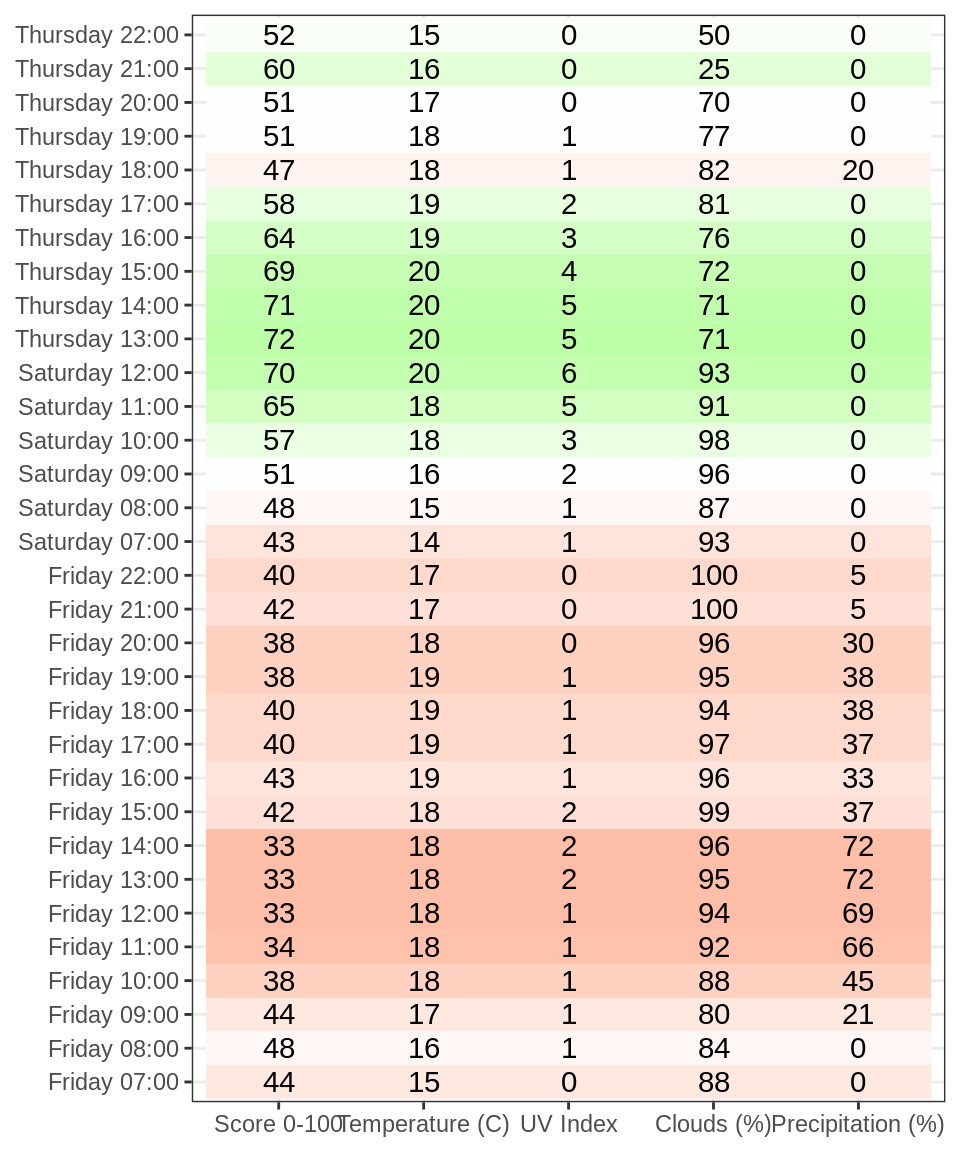 Thursday 22:00 52 15 0 50 0
Thursday 21:00 60 16 0 25 0
Thursday 20:00 51 17 0 70 0
Thursday 19:00 51 18 1 77 0
Thursday 18:00 47 18 1 82 20
Thursday 17:00 58 19 2 81 0
Thursday 16:00 64 19 3 76 0
Thursday 15:00 69 20 4 72 0
Thursday 14:00 71 20 5 71 0
Thursday 13:00 72 20 5 71 0
Saturday 12:00 70 20 6 93 0
Saturday 11:00 65 18 5 91 0
Saturday 10:00 57 18 3 98 0
Saturday 09:00 51 16 2 96 0
Saturday 08:00 48 15 1 87 0
Saturday 07:00 43 14 1 93 0
Friday 22:00 40 17 0 100 5
Friday 21:00 42 17 0 100 5
Friday 20:00 38 18 0 96 30
Friday 19:00 38 19 1 95 38
Friday 18:00 40 19 1 94 38
Friday 17:00 40 19 1 97 37
Friday 16:00 43 19 1 96 33
Friday 15:00 42 18 2 99 37
Friday 14:00 33 18 2 96 72
Friday 13:00 33 18 2 95 72
Friday 12:00 33 18 1 94 69
Friday 11:00 34 18 1 92 66
Friday 10:00 38 18 1 88 45
Friday 09:00 44 17 1 80 21
Friday 08:00 48 16 1 84 0
Friday 07:00 44 15 0 88 0
Score 0-100 Temperature (C) UV Index Clouds (%) Precipitation (%)